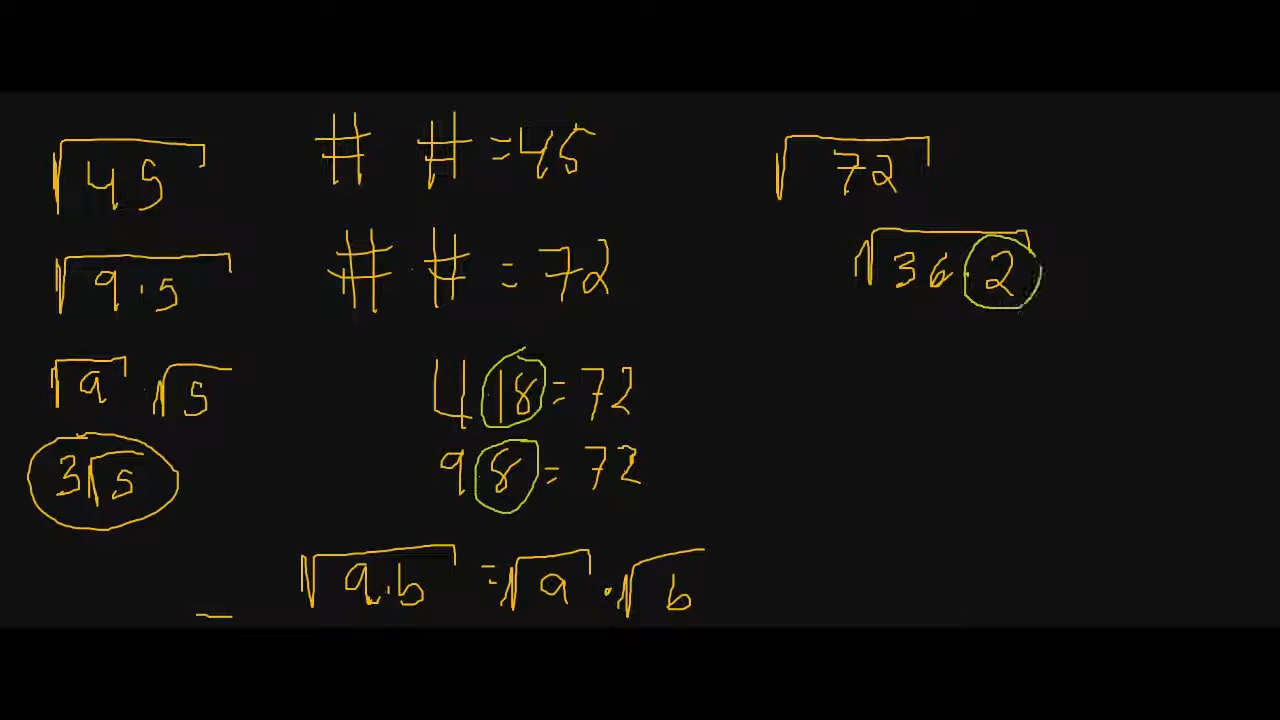 √45
# # =45
√72
√9·5
# · # = 72
√36 2
√9 · √5
4 18 = 72
3√5
9 8 = 72
√a·b = √a · √b